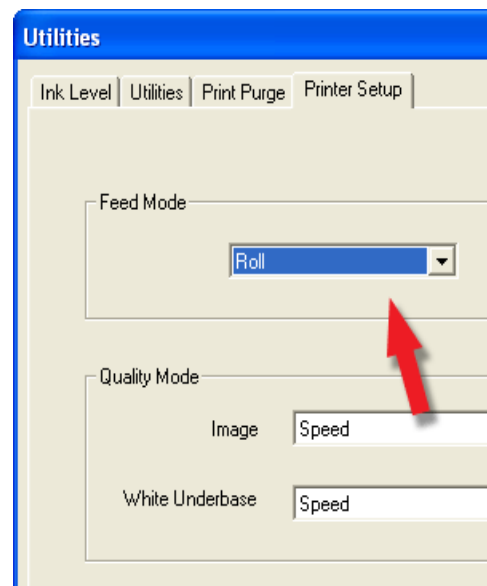 Utilities
Ink Level Utilities Print Purge Printer Setup
Feed Mode
Roll
Quality Mode
Image Speed
White Underbase Speed